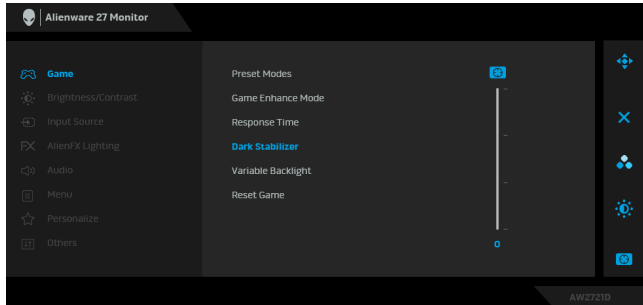 Alienware 27 Monitor
Game
Brightness/Contrast
Input Source
AlienFX Lighting
Audio
Menu
Personalize
Others
Preset Modes
Game Enhance Mode
Response Time
Dark Stabilizer
Variable Backlight
Reset Game
0
AW2721D